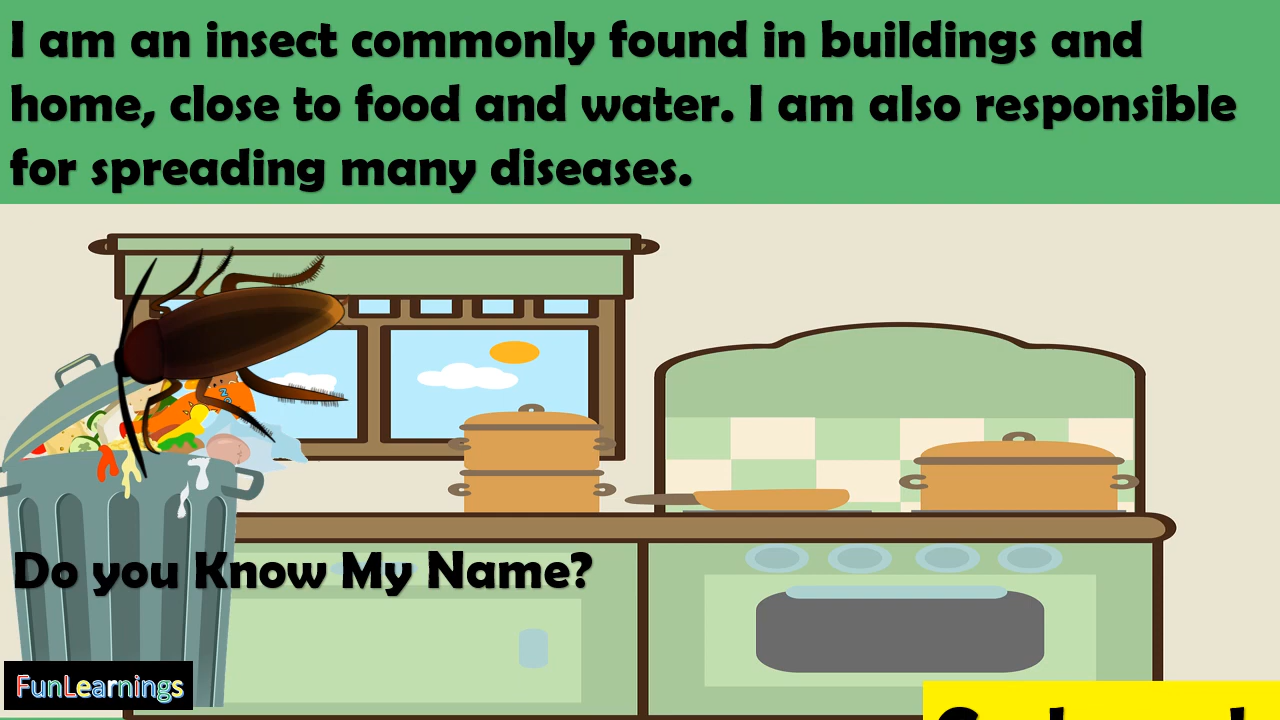 I am an insect commonly found in buildings and
home, close to food and water. I am also responsible
for spreading many diseases.
Do you Know My Name?
FunLearnings